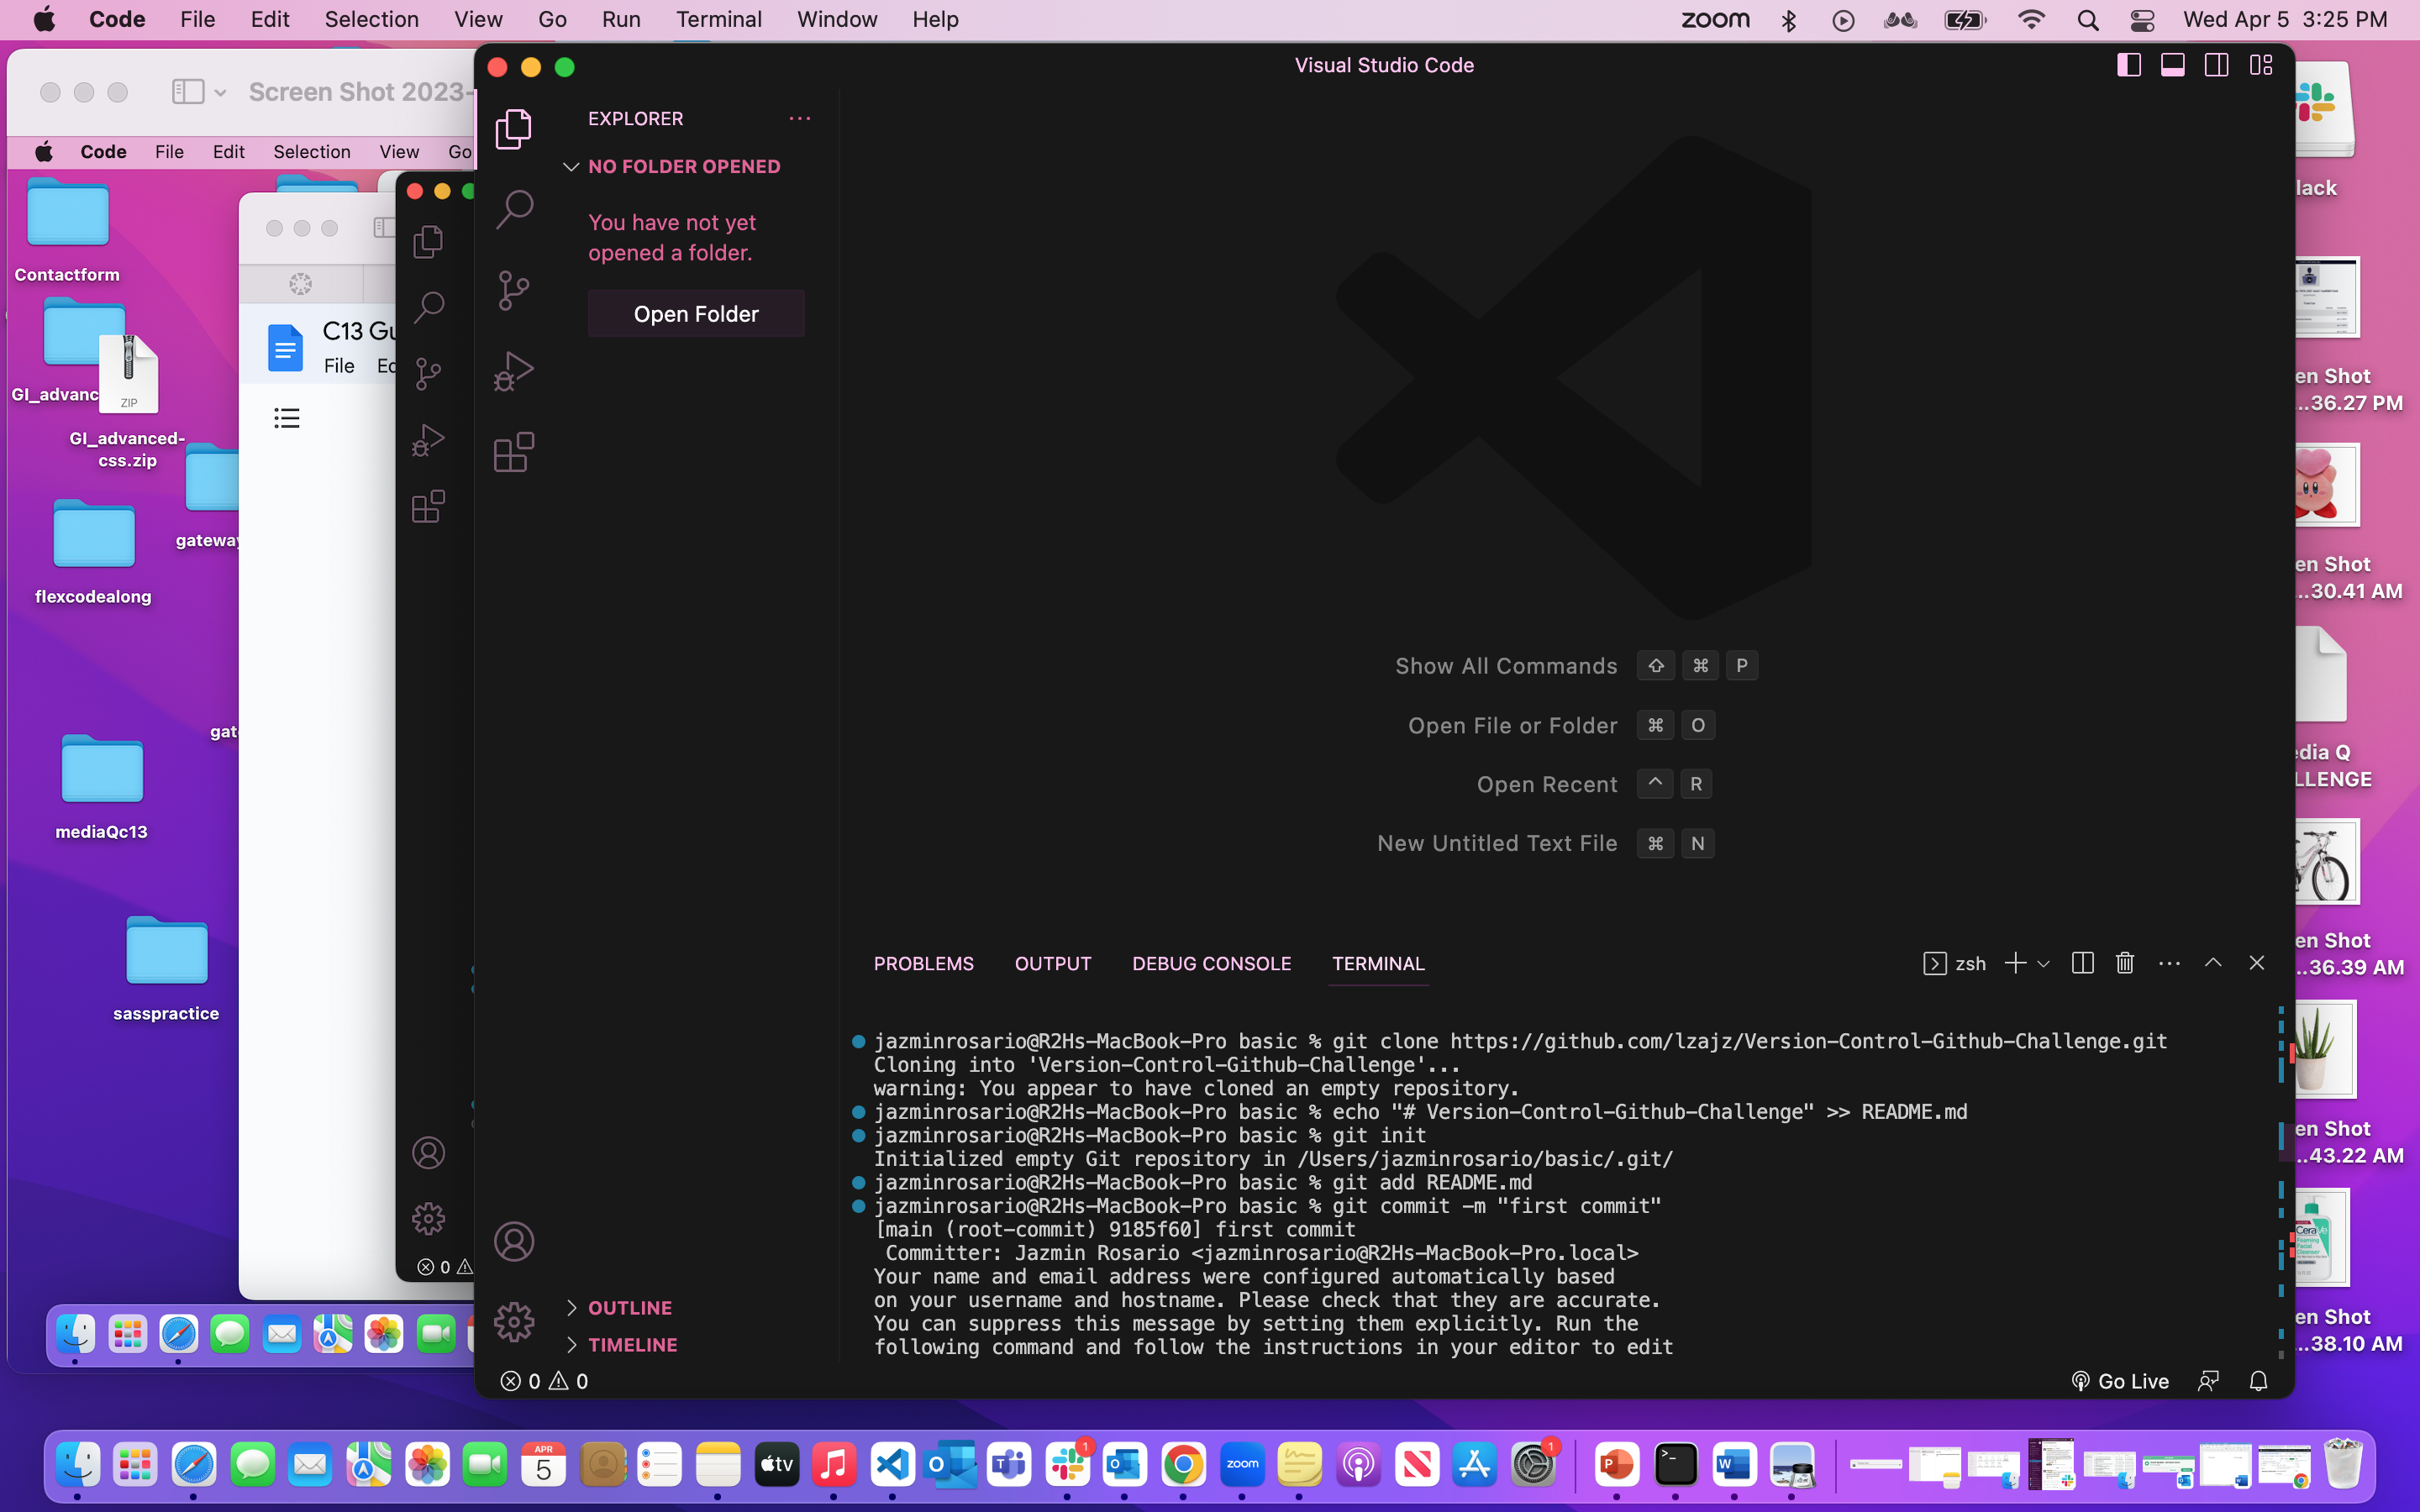 Code File Edit Selection View Go Run Terminal Window Help
zoom Wed Apr 5 3:25 PM
Screen Shot 2023-
Code File Edit Selection View Go
Contactform
GI_advanc
ZIP
GI_advanced-
css.zip
gateway
flexcodealong
gat
mediaQc13
sasspractice
C13 Gu
File Ed
0
Visual Studio Code
EXPLORER
NO FOLDER OPENED
You have not yet
opened a folder.
Open Folder
OUTLINE
TIMELINE
0 0
Show All Commands ⇧ ⌘ P
Open File or Folder ⌘ O
Open Recent ^ R
New Untitled Text File ⌘ N
PROBLEMS OUTPUT DEBUG CONSOLE TERMINAL
zsh
jazminrosario@R2Hs-MacBook-Pro basic % git clone https://github.com/lzajz/Version-Control-Github-Challenge.git
Cloning into 'Version-Control-Github-Challenge'...
warning: You appear to have cloned an empty repository.
jazminrosario@R2Hs-MacBook-Pro basic % echo "# Version-Control-Github-Challenge" >> README.md
jazminrosario@R2Hs-MacBook-Pro basic % git init
Initialized empty Git repository in /Users/jazminrosario/basic/.git/
jazminrosario@R2Hs-MacBook-Pro basic % git add README.md
jazminrosario@R2Hs-MacBook-Pro basic % git commit -m "first commit"
[main (root-commit) 9185f60] first commit
Committer: Jazmin Rosario <jazminrosario@R2Hs-MacBook-Pro.local>
Your name and email address were configured automatically based
on your username and hostname. Please check that they are accurate.
You can suppress this message by setting them explicitly. Run the
following command and follow the instructions in your editor to edit
Go Live
lack
en Shot
...36.27 PM
en Shot
...30.41 AM
dia Q
LLENGE
en Shot
...36.39 AM
en Shot
...43.22 AM
CeraVe
Foaming
Facial
Cleanser
en Shot
...38.10 AM
APR
5
tv
1
zoom
1